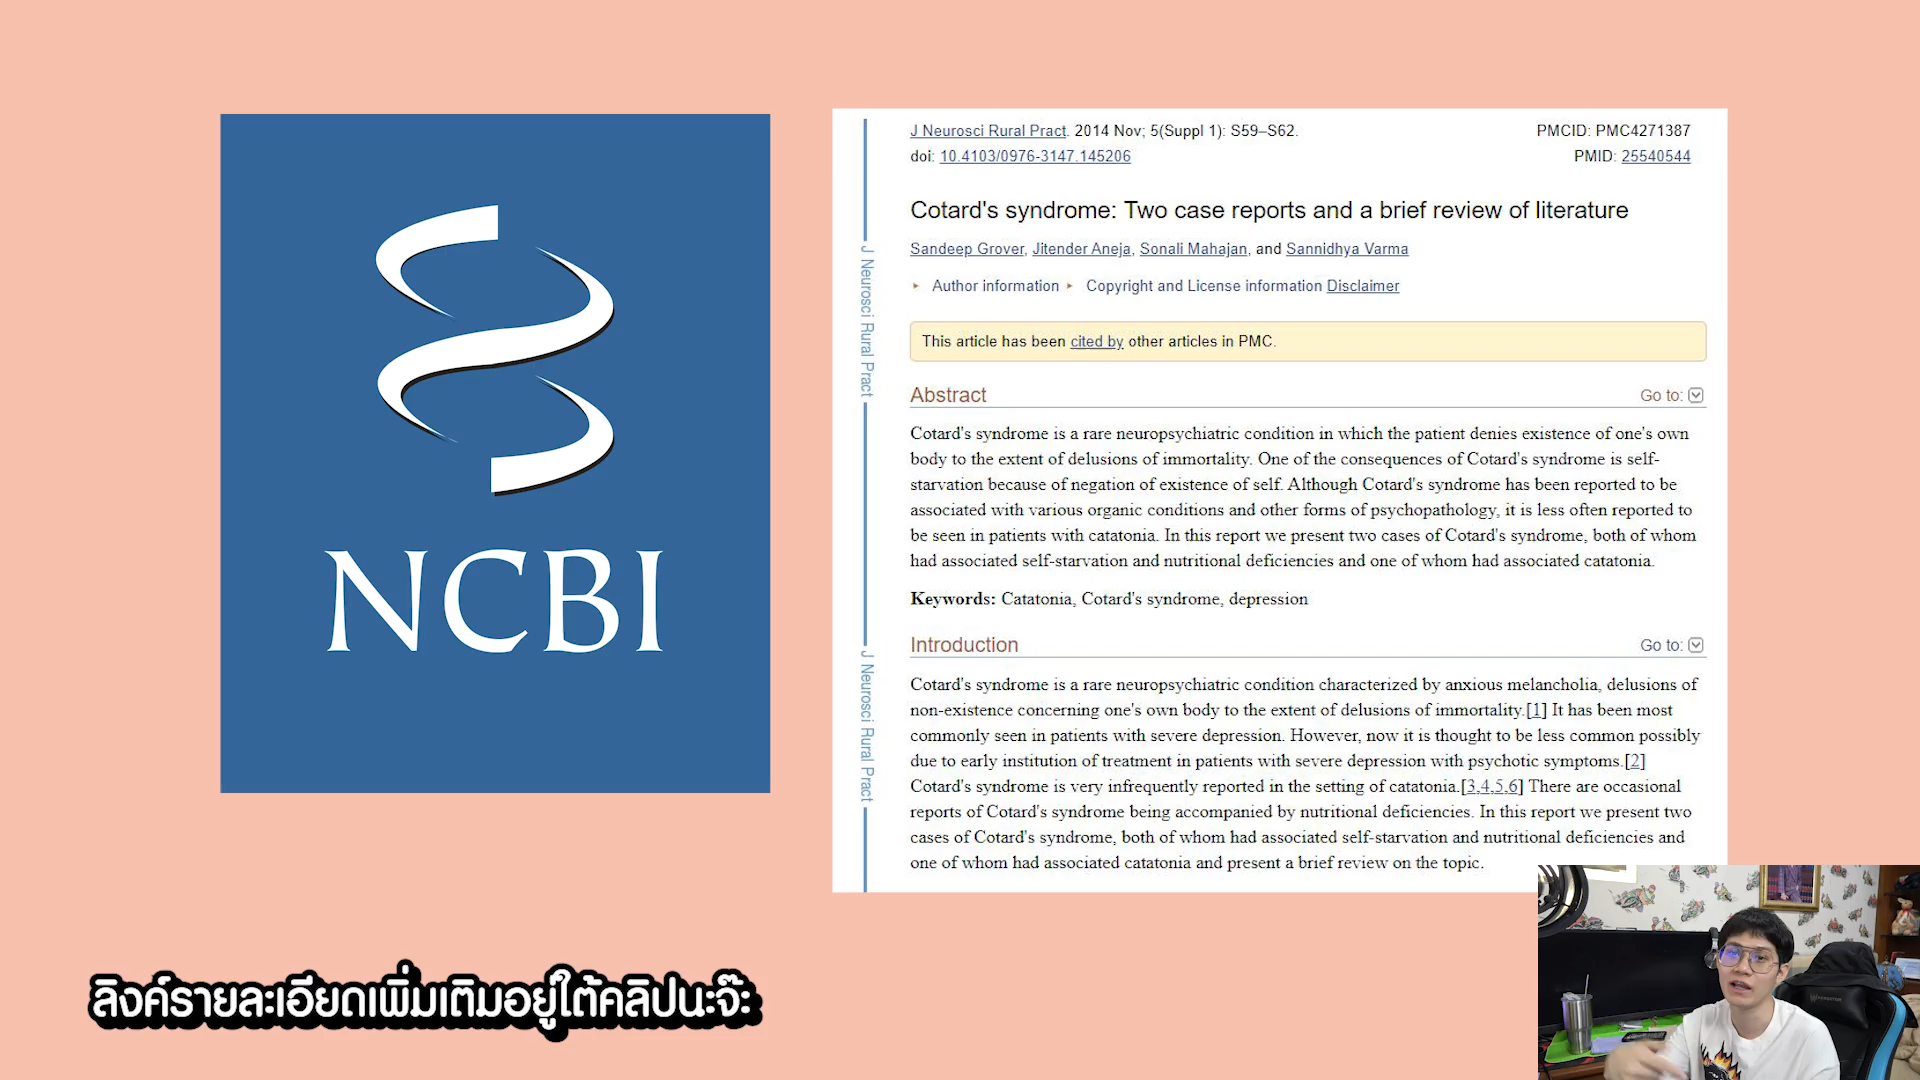 NCBI
J Neurosci Rural Pract. 2014 Nov; 5(Suppl 1): S59–S62.
PMCID: PMC4271387
doi: 10.4103/0976-3147.145206
PMID: 25540544
Cotard's syndrome: Two case reports and a brief review of literature
Sandeep Grover, Jitender Aneja, Sonali Mahajan, and Sannidhya Varma
Author information Copyright and License information Disclaimer
This article has been cited by other articles in PMC.
Abstract
Go to:
Cotard's syndrome is a rare neuropsychiatric condition in which the patient denies existence of one's own
body to the extent of delusions of immortality. One of the consequences of Cotard's syndrome is self-
starvation because of negation of existence of self. Although Cotard's syndrome has been reported to be
associated with various organic conditions and other forms of psychopathology, it is less often reported to
be seen in patients with catatonia. In this report we present two cases of Cotard's syndrome, both of whom
had associated self-starvation and nutritional deficiencies and one of whom had associated catatonia.
Keywords: Catatonia, Cotard's syndrome, depression
Introduction
Go to:
Cotard's syndrome is a rare neuropsychiatric condition characterized by anxious melancholia, delusions of
non-existence concerning one's own body to the extent of delusions of immortality.[1] It has been most
commonly seen in patients with severe depression. However, now it is thought to be less common possibly
due to early institution of treatment in patients with severe depression with psychotic symptoms.[2]
Cotard's syndrome is very infrequently reported in the setting of catatonia.[3,4,5,6] There are occasional
reports of Cotard's syndrome being accompanied by nutritional deficiencies. In this report we present two
cases of Cotard's syndrome, both of whom had associated self-starvation and nutritional deficiencies and
one of whom had associated catatonia and present a brief review on the topic.
J Neurosci Rural Pract
J Neurosci Rural Pract
ลิงค์รายละเอียดเพิ่มเติมอยู่ใต้คลิปนะจ๊ะ